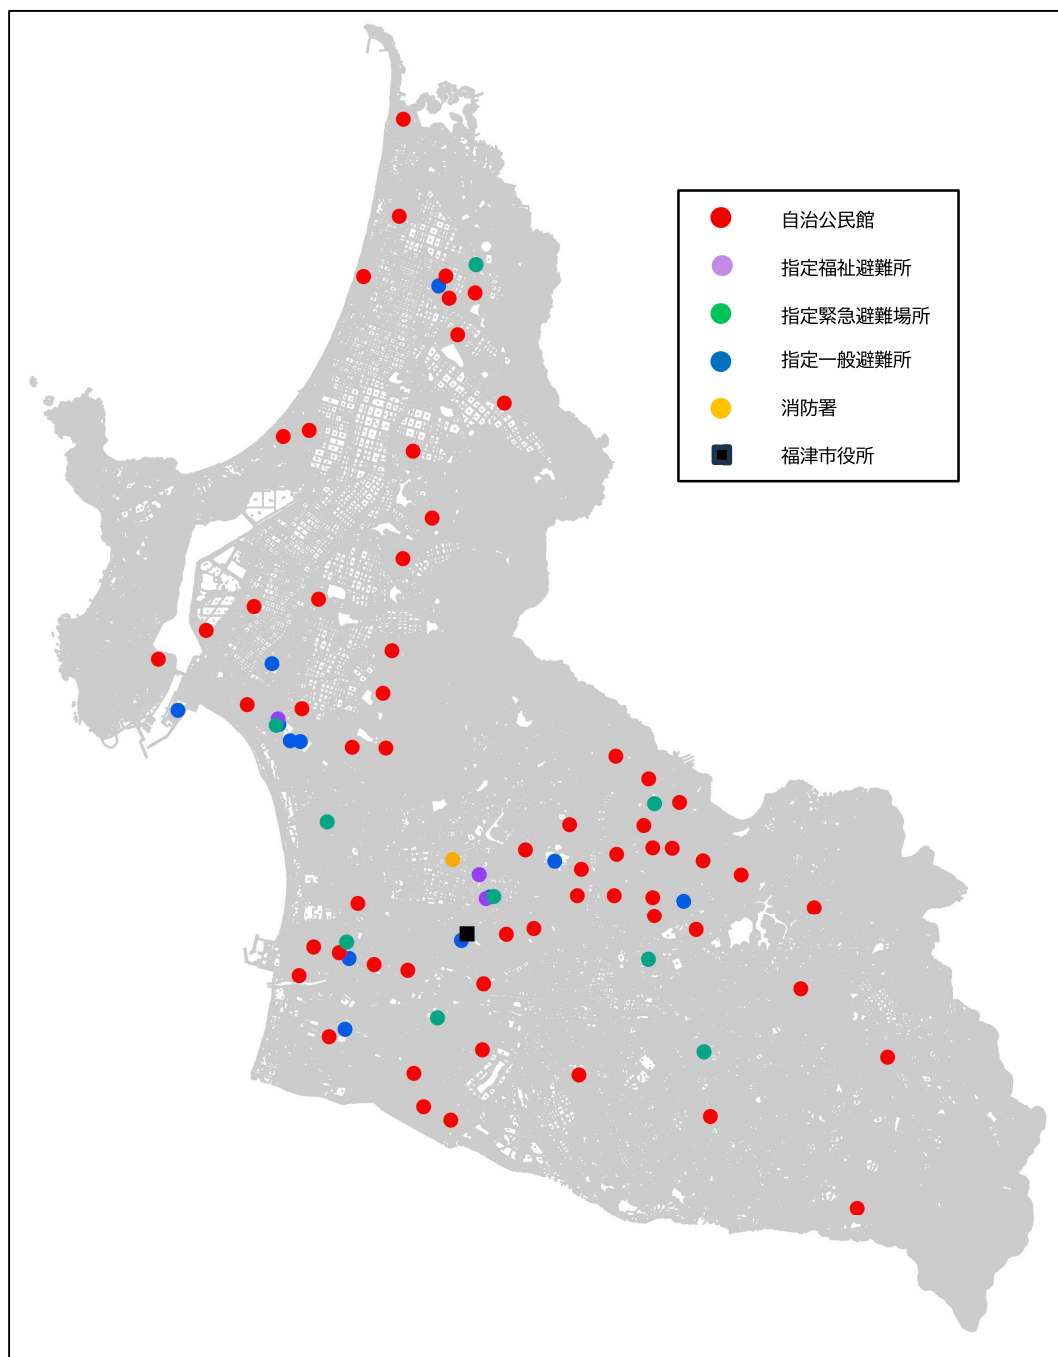 自治公民館
指定福祉避難所
指定緊急避難場所
指定一般避難所
消防署
福津市役所